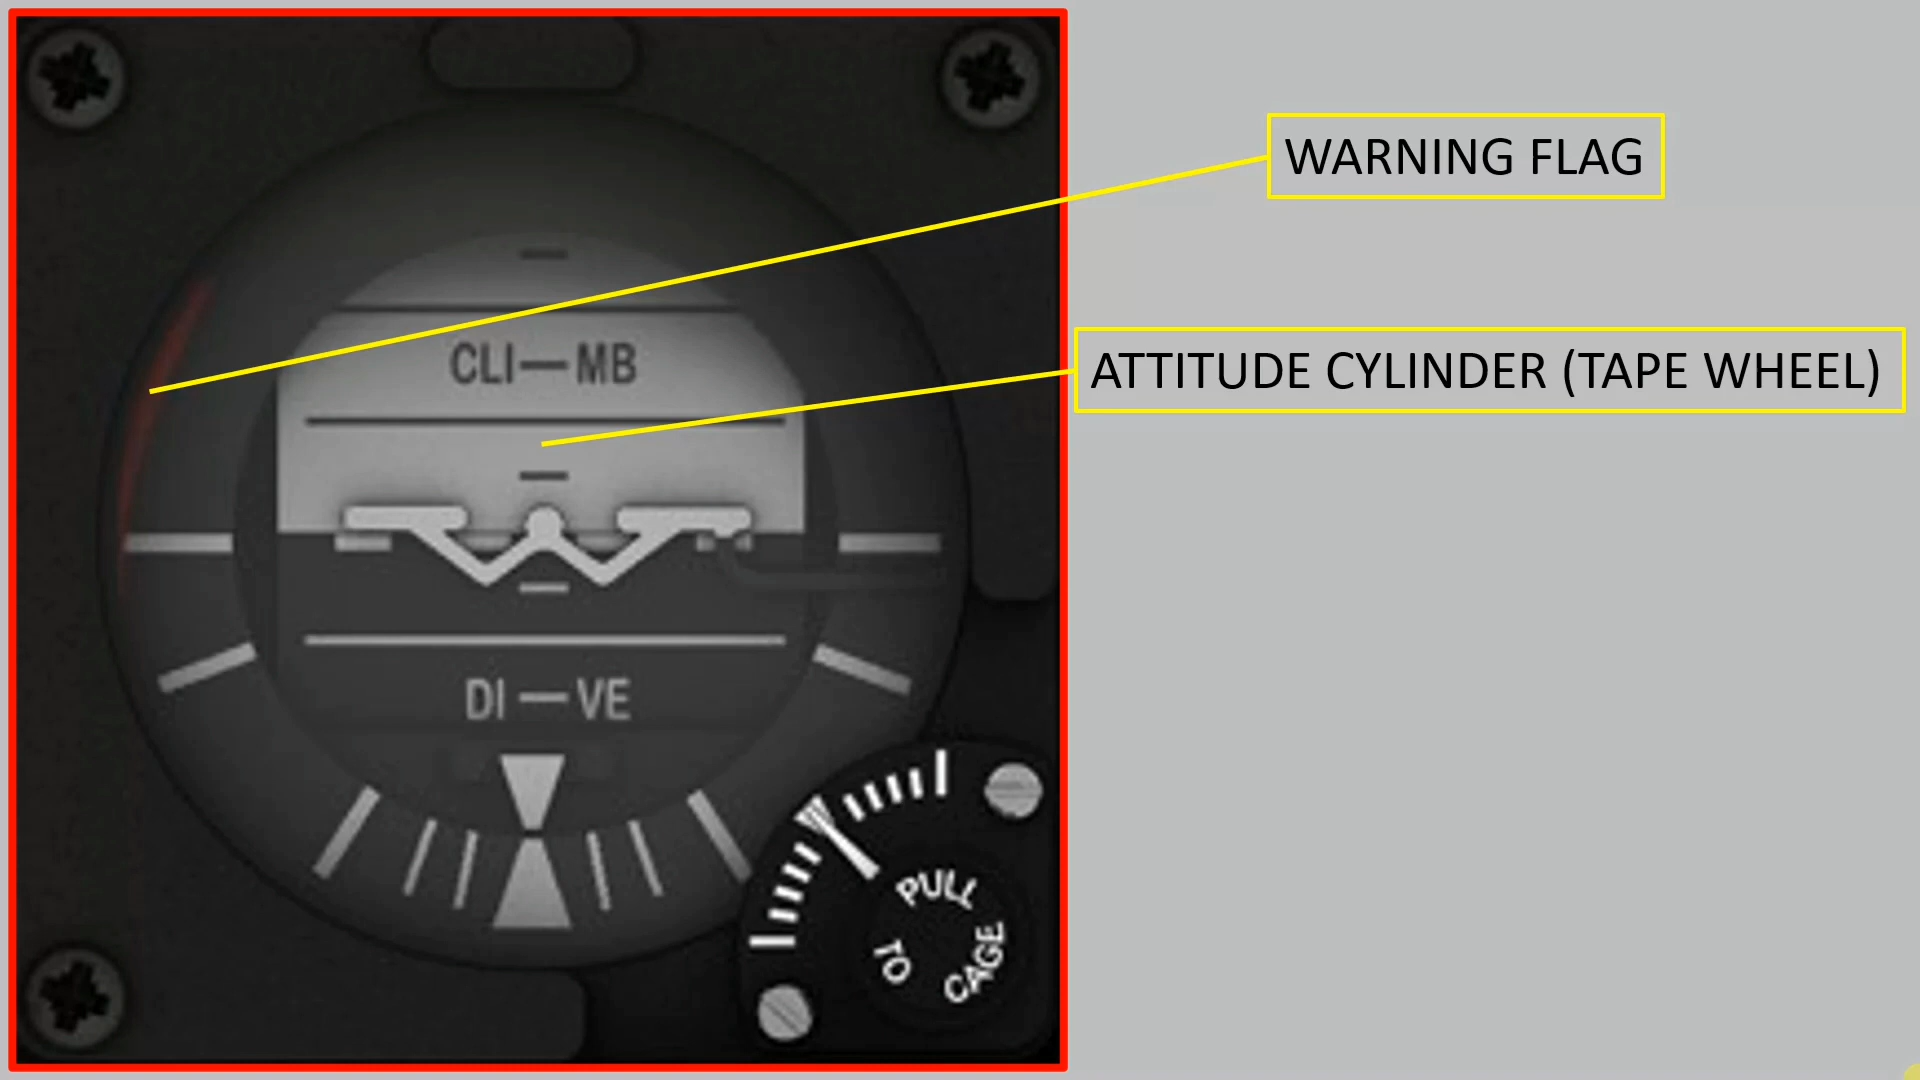 WARNING FLAG
ATTITUDE CYLINDER (TAPE WHEEL)
CLI—MB
DI—VE
PULL
TO CAGE